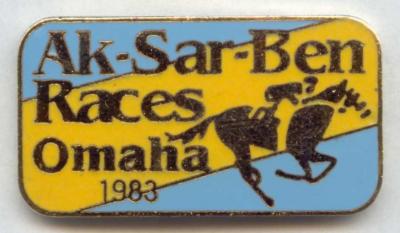 Ak-Sar-Ben
Races
Omaha
1983